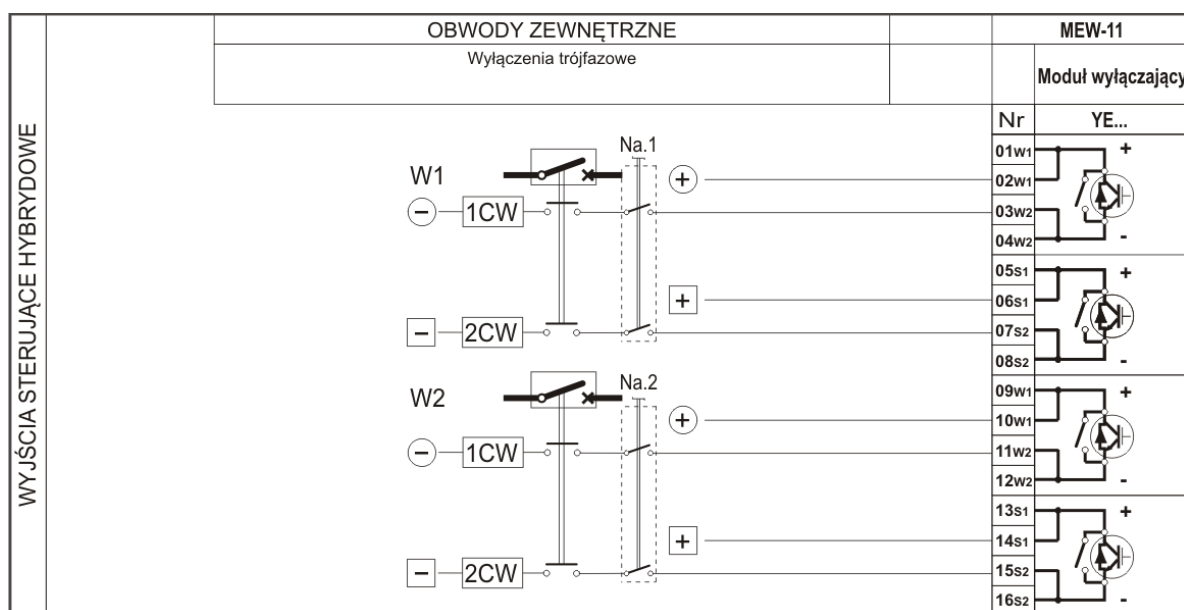 OBWODY ZEWNĘTRZNE
MEW-11
Wyłączenia trójfazowe
Moduł wyłączający
WYJŚCIA STERUJĄCE HYBRYDOWE
Nr
YE...
Na.1
W1
+
01W1
+
02W1
− 1CW
03W2
04W2
-
05S1
+
+
06S1
− 2CW
07S2
08S2
-
Na.2
W2
09W1
+
+
10W1
− 1CW
11W2
12W2
-
13S1
+
+
14S1
− 2CW
15S2
16S2
-